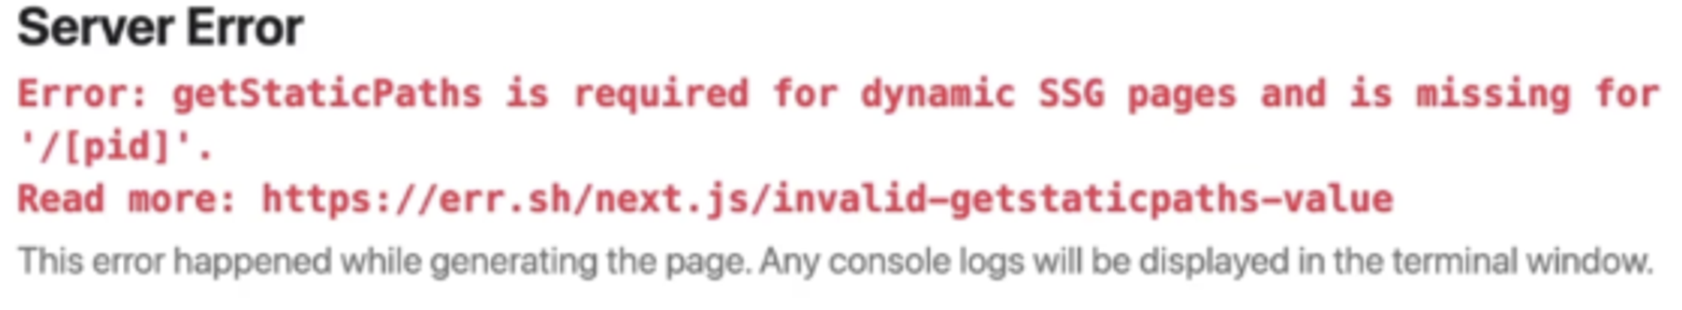 Server Error
Error: getStaticPaths is required for dynamic SSG pages and is missing for
'/[pid]'.
Read more: https://err.sh/next.js/invalid-getstaticpaths-value
This error happened while generating the page. Any console logs will be displayed in the terminal window.